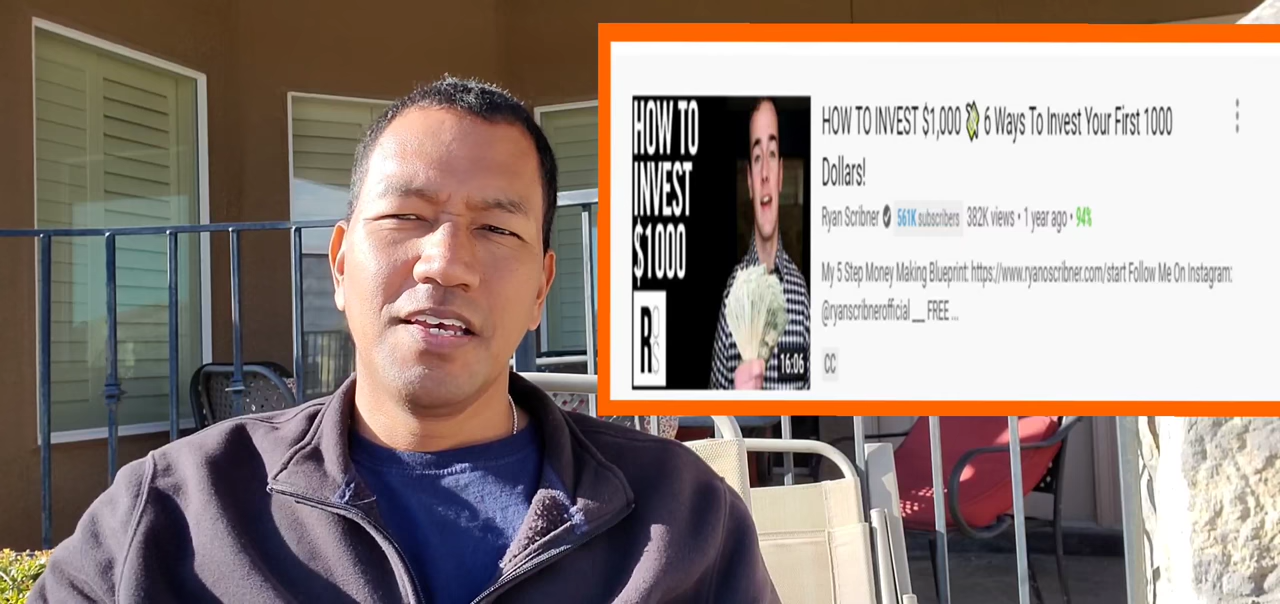 HOW TO
INVEST
$1000
16:06
HOW TO INVEST $1,000 💸 6 Ways To Invest Your First 1000
Dollars!
Ryan Scribner 561K subscribers 382K views • 1 year ago • 94%
My 5 Step Money Making Blueprint: https://www.ryanoscribner.com/start Follow Me On Instagram:
@ryanscribnerofficial __ FREE ...
CC